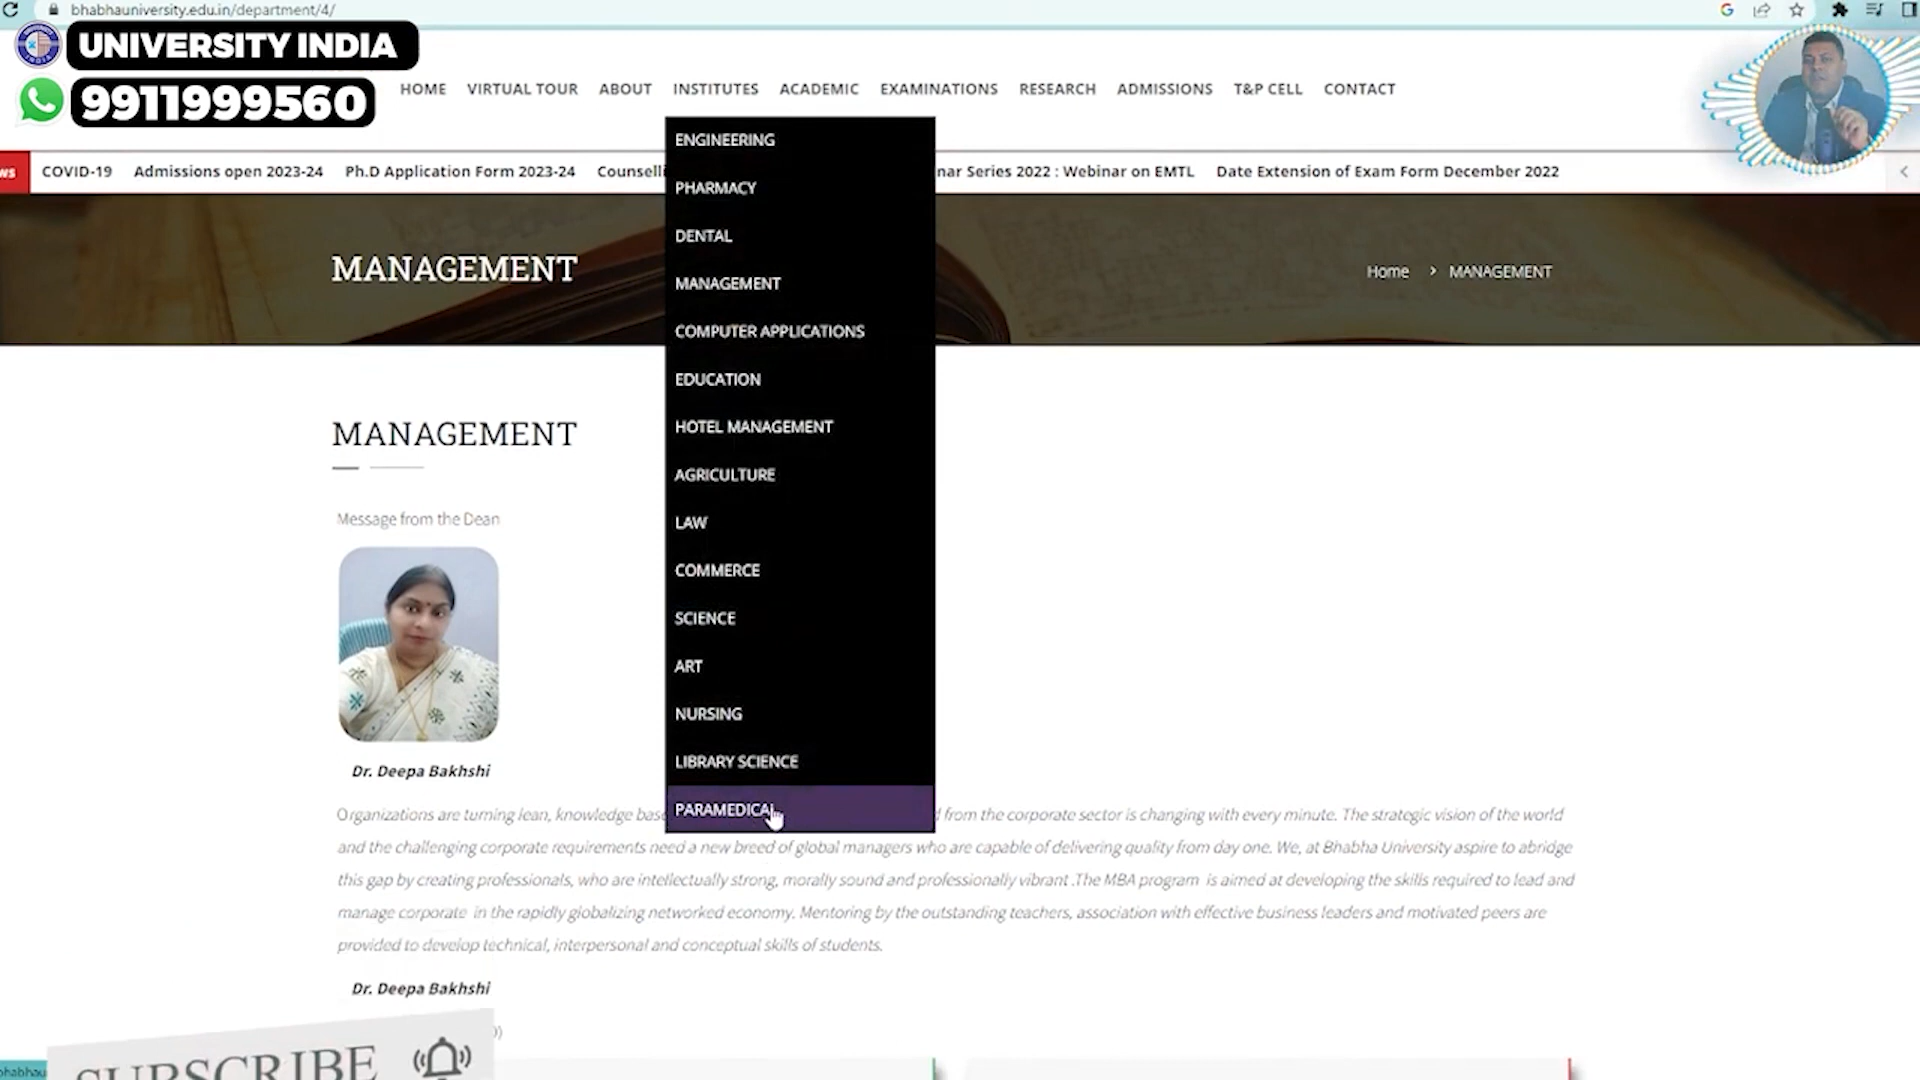 bhabhauniversity.edu.in/department/4/
UNIVERSITY INDIA
9911999560
HOME VIRTUAL TOUR ABOUT INSTITUTES ACADEMIC EXAMINATIONS RESEARCH ADMISSIONS T&P CELL CONTACT
COVID-19 Admissions open 2023-24 Ph.D Application Form 2023-24 Series 2022 : Webinar on EMTL Date Extension of Exam Form December 2022
ENGINEERING
PHARMACY
DENTAL
MANAGEMENT
COMPUTER APPLICATIONS
EDUCATION
HOTEL MANAGEMENT
AGRICULTURE
LAW
COMMERCE
SCIENCE
ART
NURSING
LIBRARY SCIENCE
PARAMEDICAL
MANAGEMENT
Home > MANAGEMENT
MANAGEMENT
Message from the Dean
Dr. Deepa Bakhshi
Organizations are turning lean, knowledge from the corporate sector is changing with every minute. The strategic vision of the world
and the challenging corporate requirements need a new breed of global managers who are capable of delivering quality from day one. We, at Bhabha University aspire to abridge
this gap by creating professionals, who are intellectually strong, morally sound and professionally vibrant .The MBA program is aimed at developing the skills required to lead and
manage corporate in the rapidly globalizing networked economy. Mentoring by the outstanding teachers, association with effective business leaders and motivated peers are
provided to develop technical, interpersonal and conceptual skills of students.
Dr. Deepa Bakhshi
SUBSCRIBE